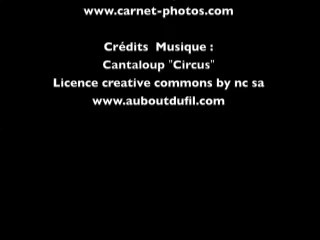 www.carnet-photos.com
Crédits  Musique :
Cantaloup "Circus"
Licence creative commons by nc sa
www.auboutdufil.com